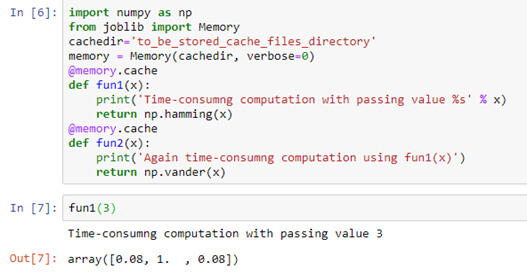 In [6]: import numpy as np
from joblib import Memory
cachedir='to_be_stored_cache_files_directory'
memory = Memory(cachedir, verbose=0)
@memory.cache
def fun1(x):
    print('Time-consumng computation with passing value %s' % x)
    return np.hamming(x)
@memory.cache
def fun2(x):
    print('Again time-consumng computation using fun1(x)')
    return np.vander(x)
In [7]: fun1(3)
Time-consumng computation with passing value 3
Out[7]: array([0.08, 1.  , 0.08])